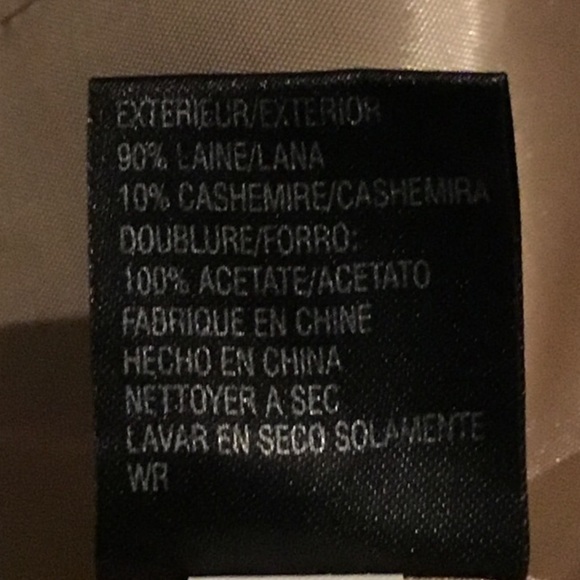 EXTERIEUR/EXTERIOR
90% LAINE/LANA
10% CASHEMIRE/CASHEMIRA
DOUBLURE/FORRO:
100% ACETATE/ACETATO
FABRIQUE EN CHINE
HECHO EN CHINA
NETTOYER A SEC
LAVAR EN SECO SOLAMENTE
WR